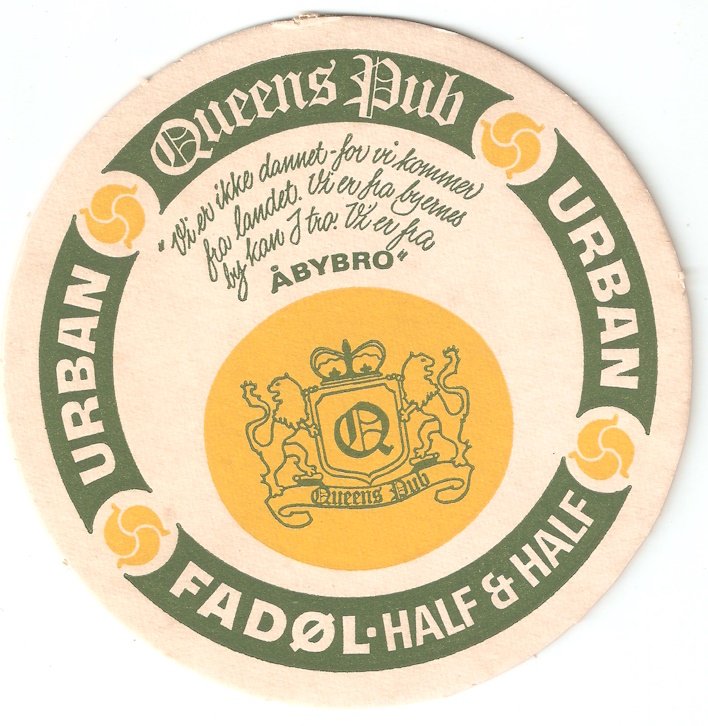 Queens Pub
"Vi er ikke dannet - for vi kommer
fra landet. Vi er fra byernes
by kan I tro. Vi er fra
ÅBYBRO"
URBAN
URBAN
Q
Queens Pub
FADØL·HALF & HALF